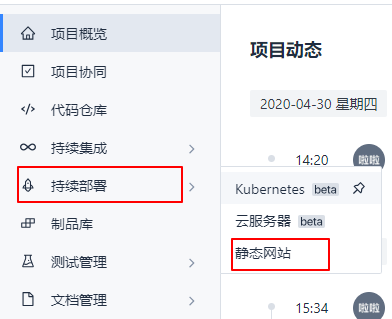 项目概览
项目协同
代码仓库
持续集成
持续部署
制品库
测试管理
文档管理
项目动态
2020-04-30 星期四
14:20
啦啦
Kubernetes beta
云服务器 beta
静态网站
15:34
啦啦